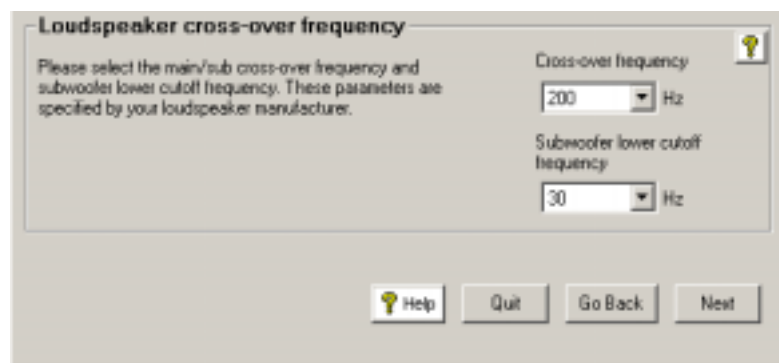 Loudspeaker cross-over frequency
Please select the main/sub cross-over frequency and
subwoofer lower cutoff frequency. These parameters are
specified by your loudspeaker manufacturer.
?
Cross-over frequency
200 Hz
Subwoofer lower cutoff
frequency
30 Hz
? Help Quit Go Back Next